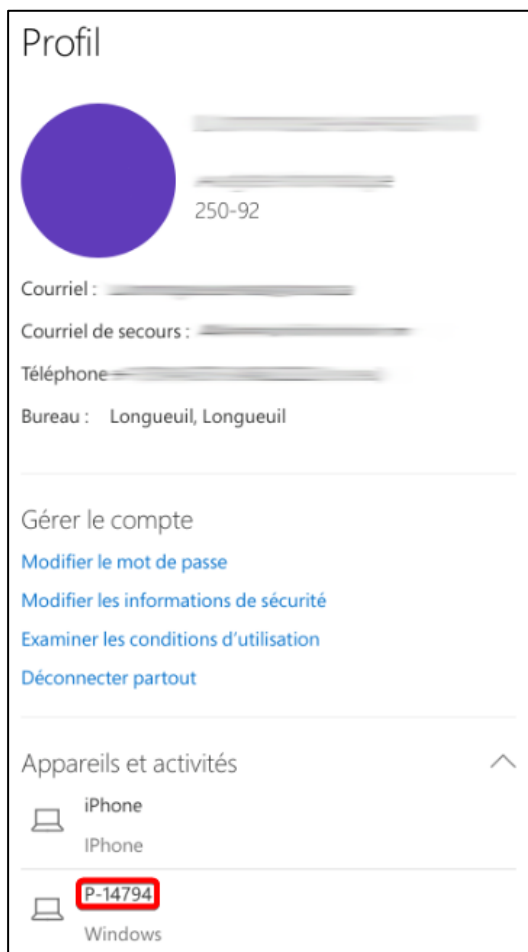 Profil
250-92
Courriel :
Courriel de secours :
Téléphone
Bureau : Longueuil, Longueuil
Gérer le compte
Modifier le mot de passe
Modifier les informations de sécurité
Examiner les conditions d'utilisation
Déconnecter partout
Appareils et activités
iPhone
IPhone
P-14794
Windows